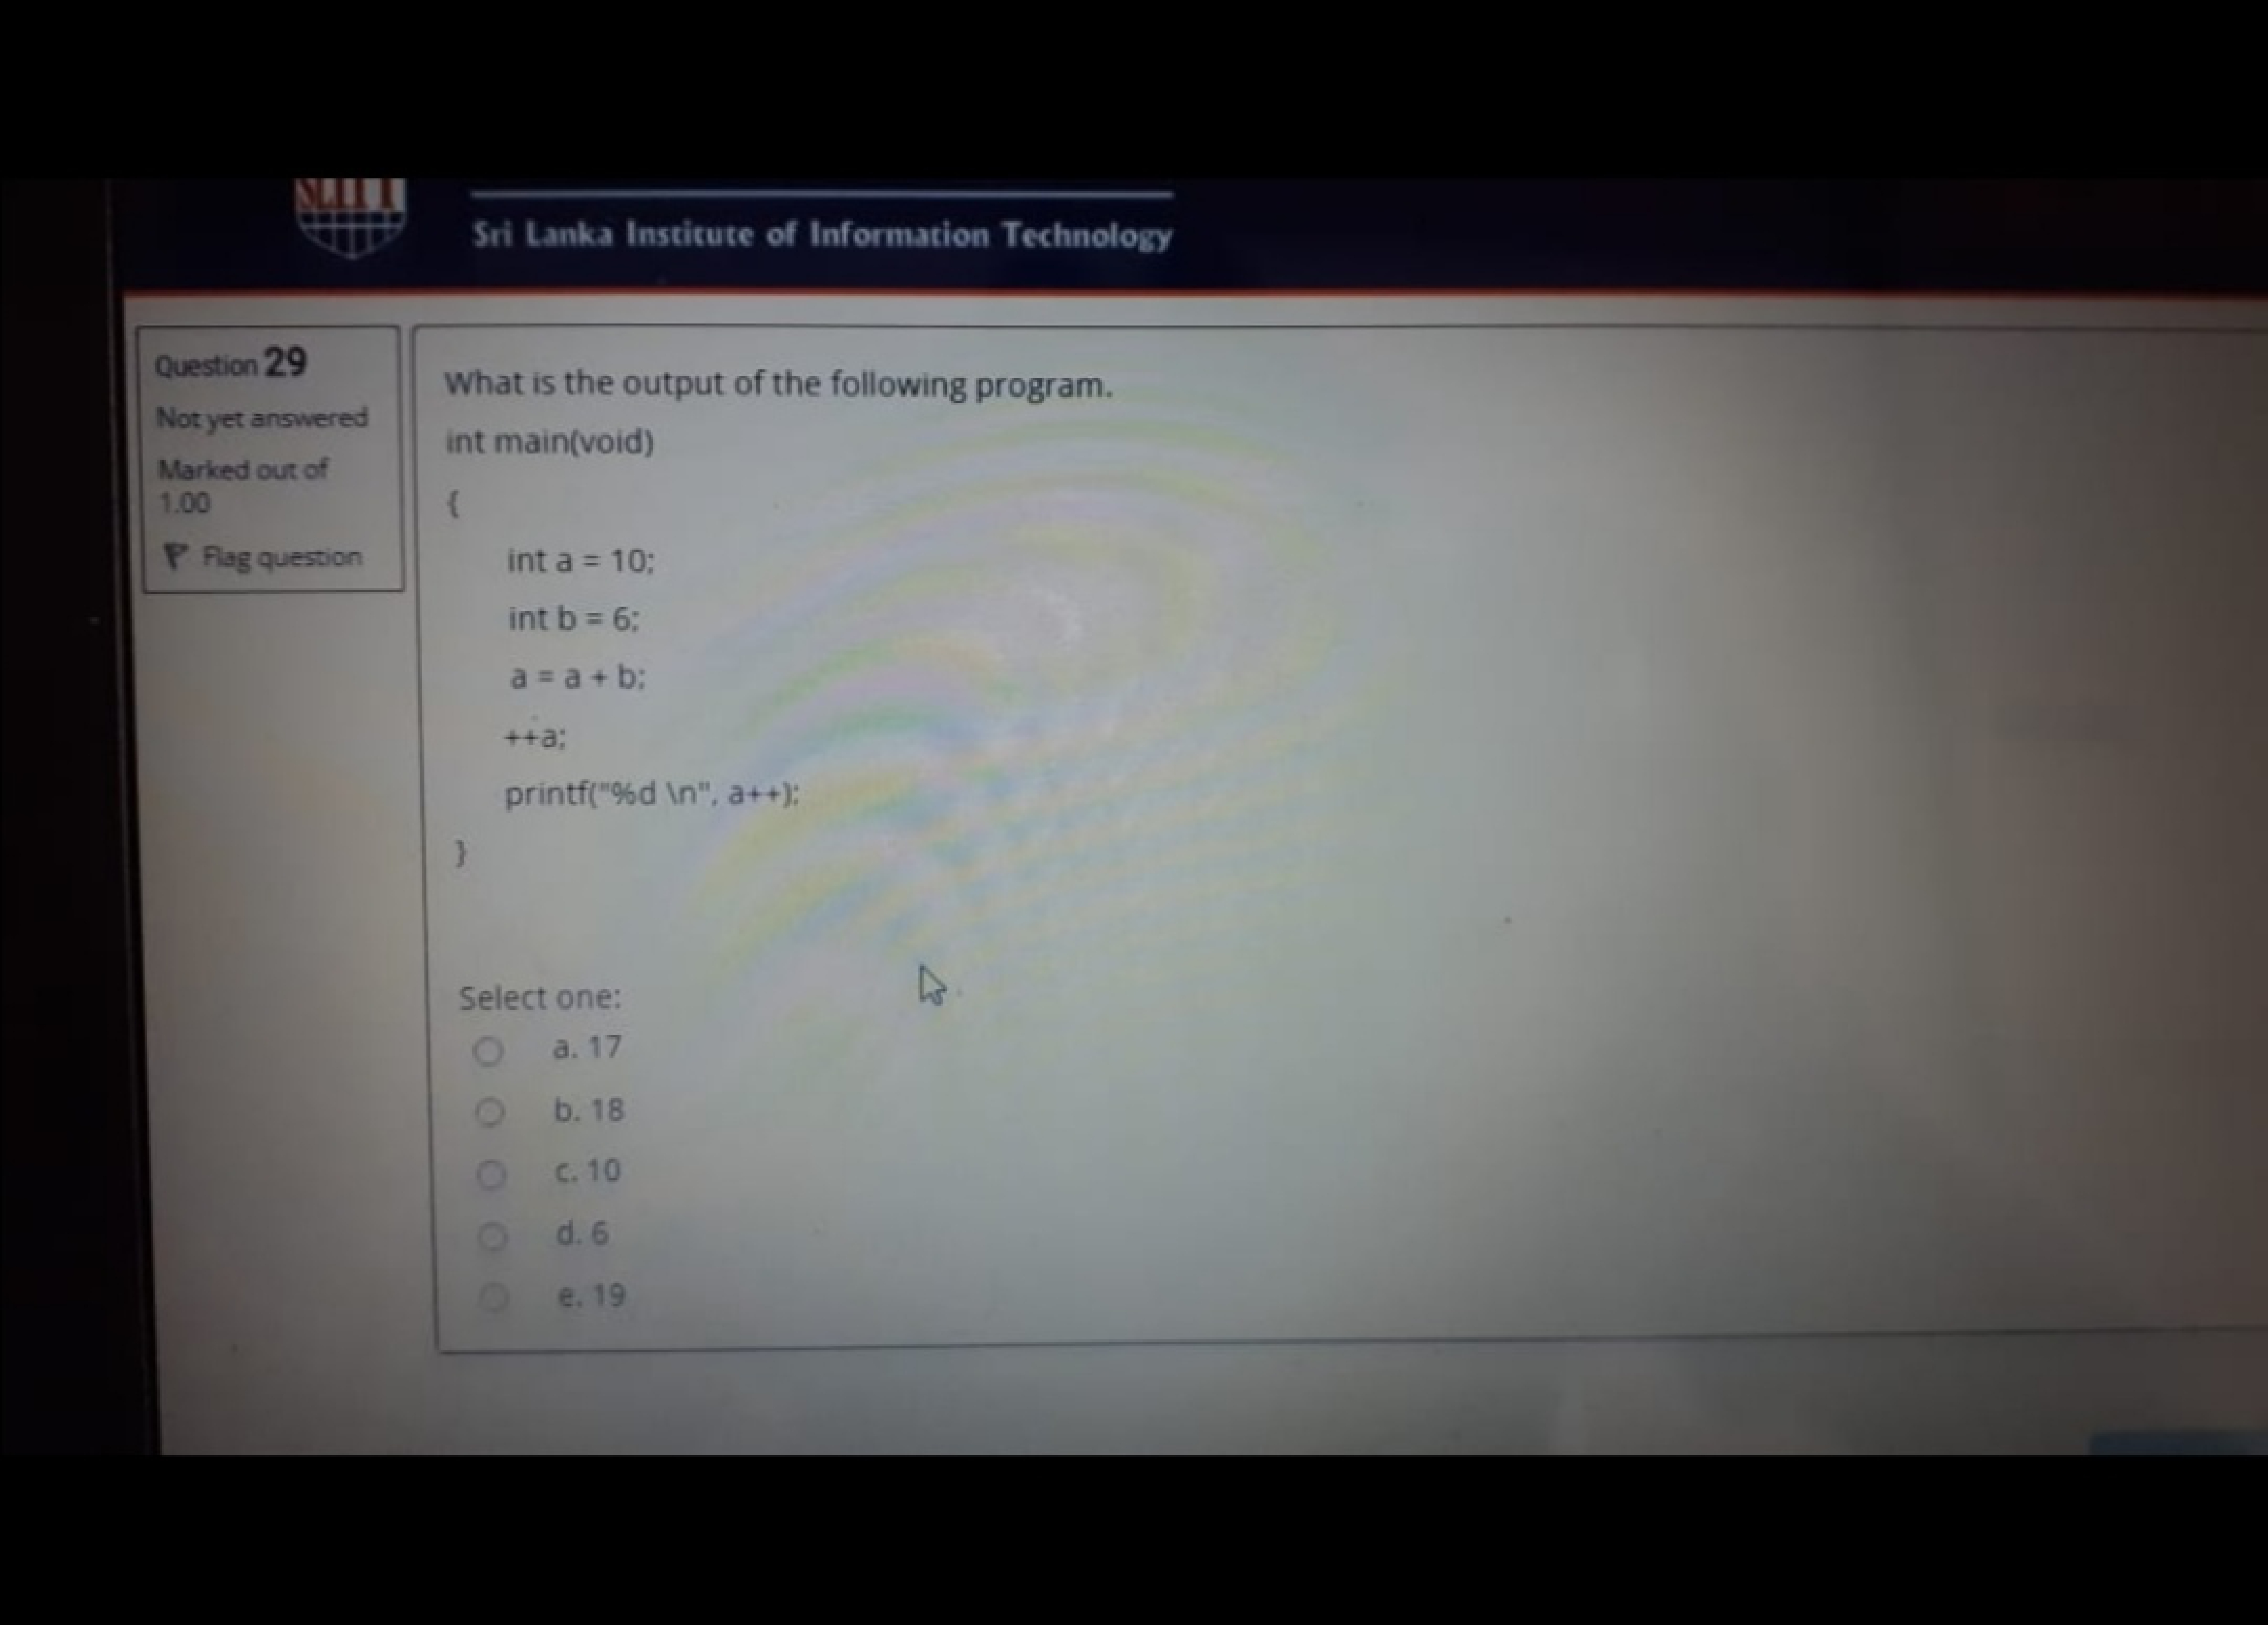 SLIIT
Sri Lanka Institute of Information Technology
Question 29
Not yet answered
Marked out of
1.00
Flag question
What is the output of the following program.
int main(void)
{
int a = 10;
int b = 6;
a = a + b;
++a;
printf("%d \n", a++);
}
Select one:
a. 17
b. 18
c. 10
d. 6
e. 19